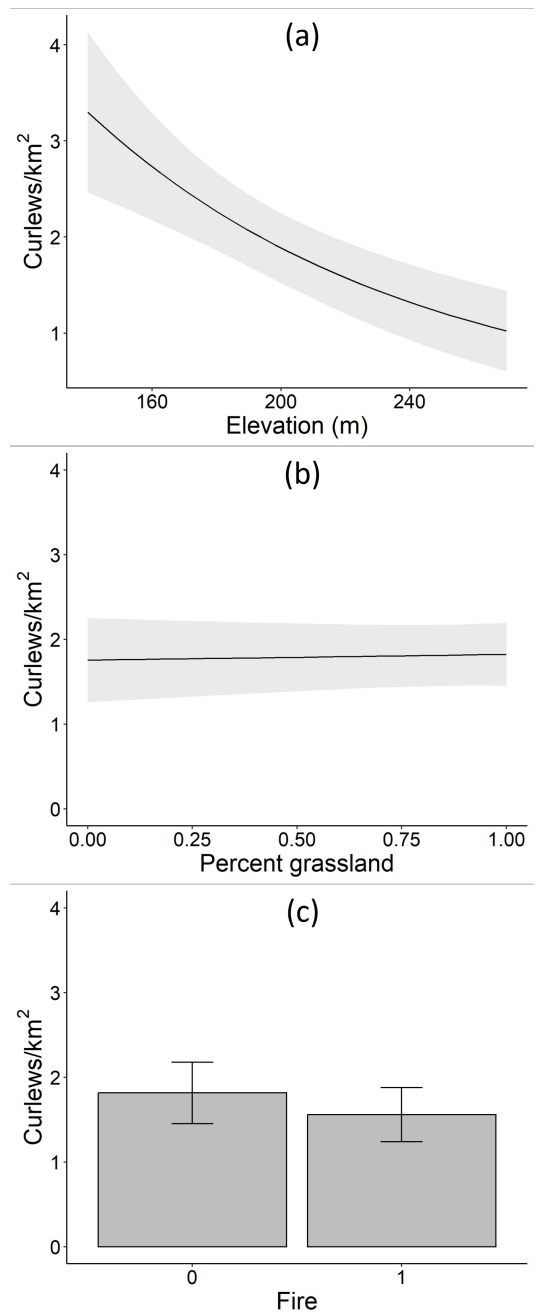 (a)
Curlews/km²
4
3
2
1
160 200 240
Elevation (m)
(b)
Curlews/km²
4
3
2
1
0
0.00 0.25 0.50 0.75 1.00
Percent grassland
(c)
Curlews/km²
4
3
2
1
0
0 1
Fire